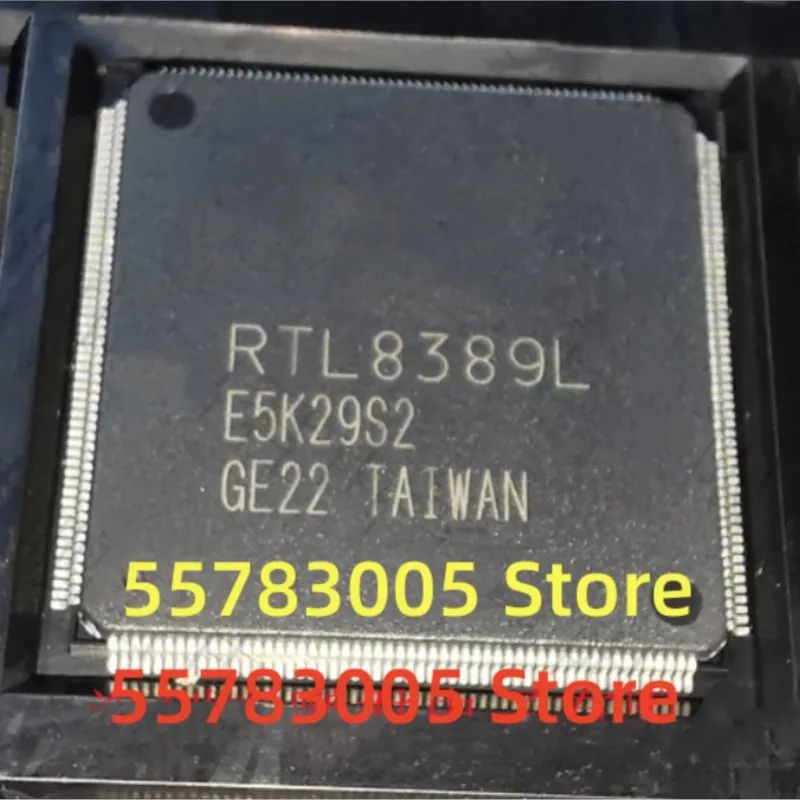 RTL8389L
E5K29S2
GE22 TAIWAN
55783005 Store
55783005 Store